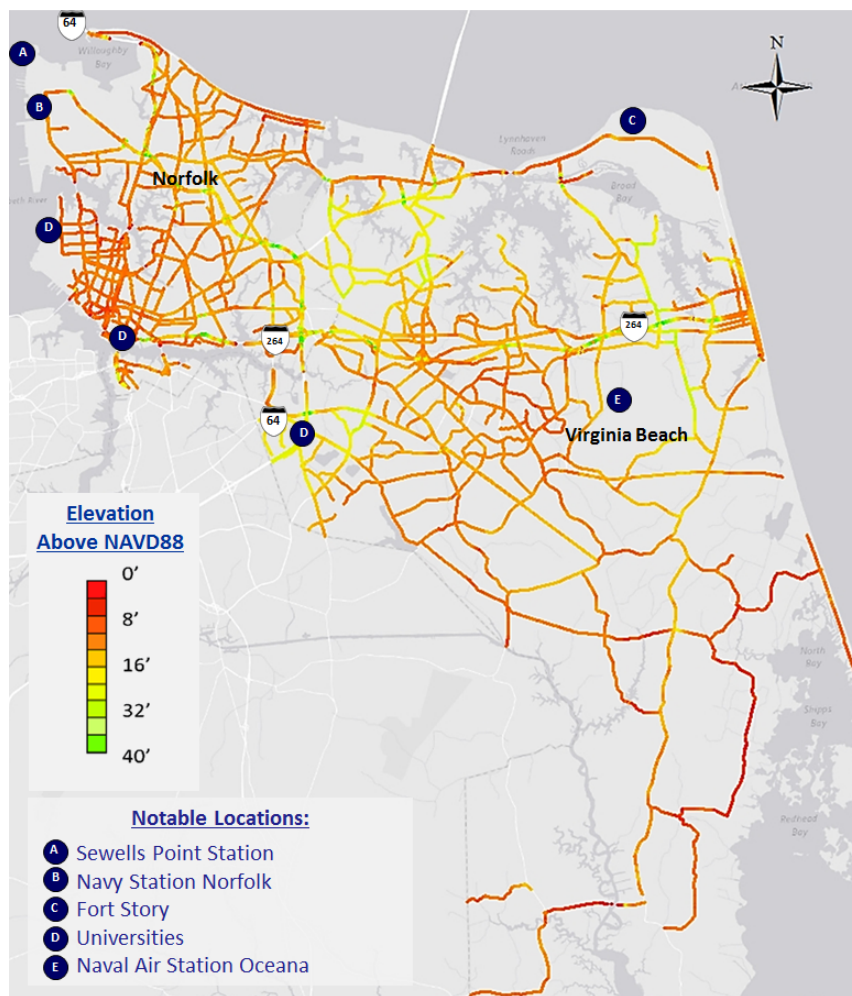 64
A
Willoughby
Bay
N
B
C
Lynnhaven
Roads
Norfolk
Broad
Bay
D
D
264
264
E
64
D
Virginia Beach
Elevation
Above NAVD88
0'
8'
16'
32'
40'
North
Bay
Shipps
Bay
Redhead
Bay
Notable Locations:
A Sewells Point Station
B Navy Station Norfolk
C Fort Story
D Universities
E Naval Air Station Oceana